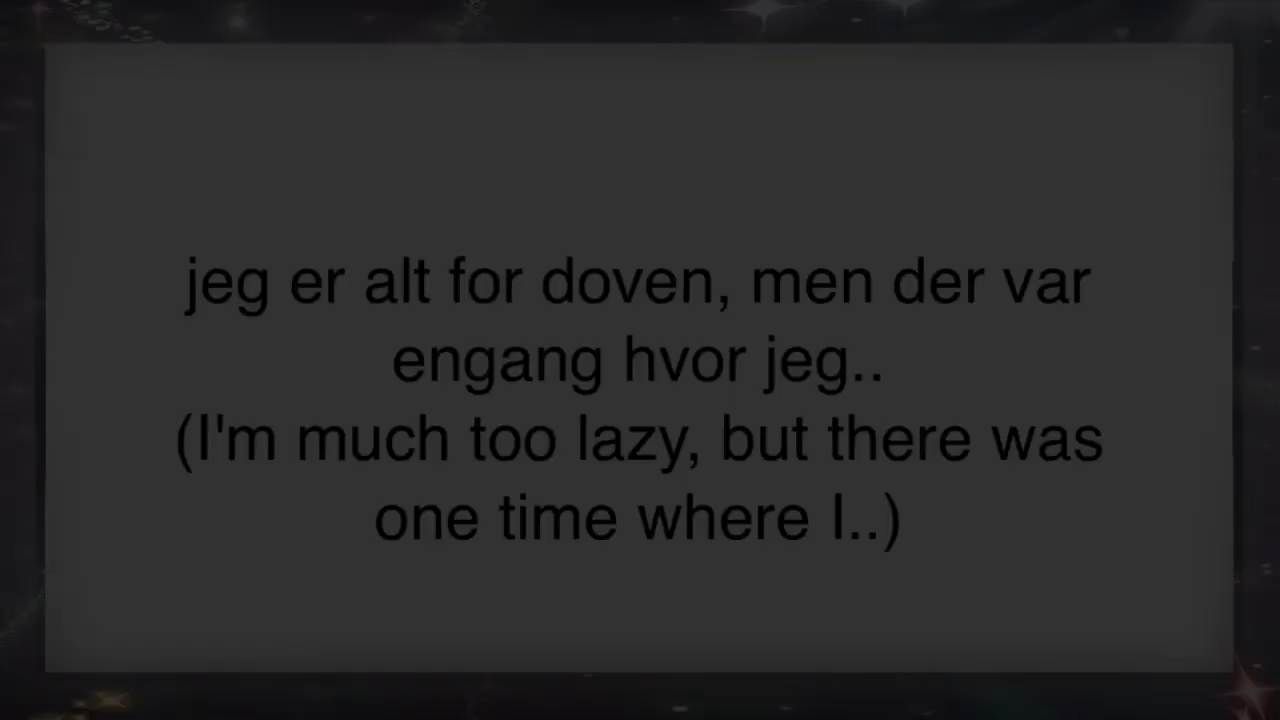 jeg er alt for doven, men der var
engang hvor jeg..
(I'm much too lazy, but there was
one time where I..)